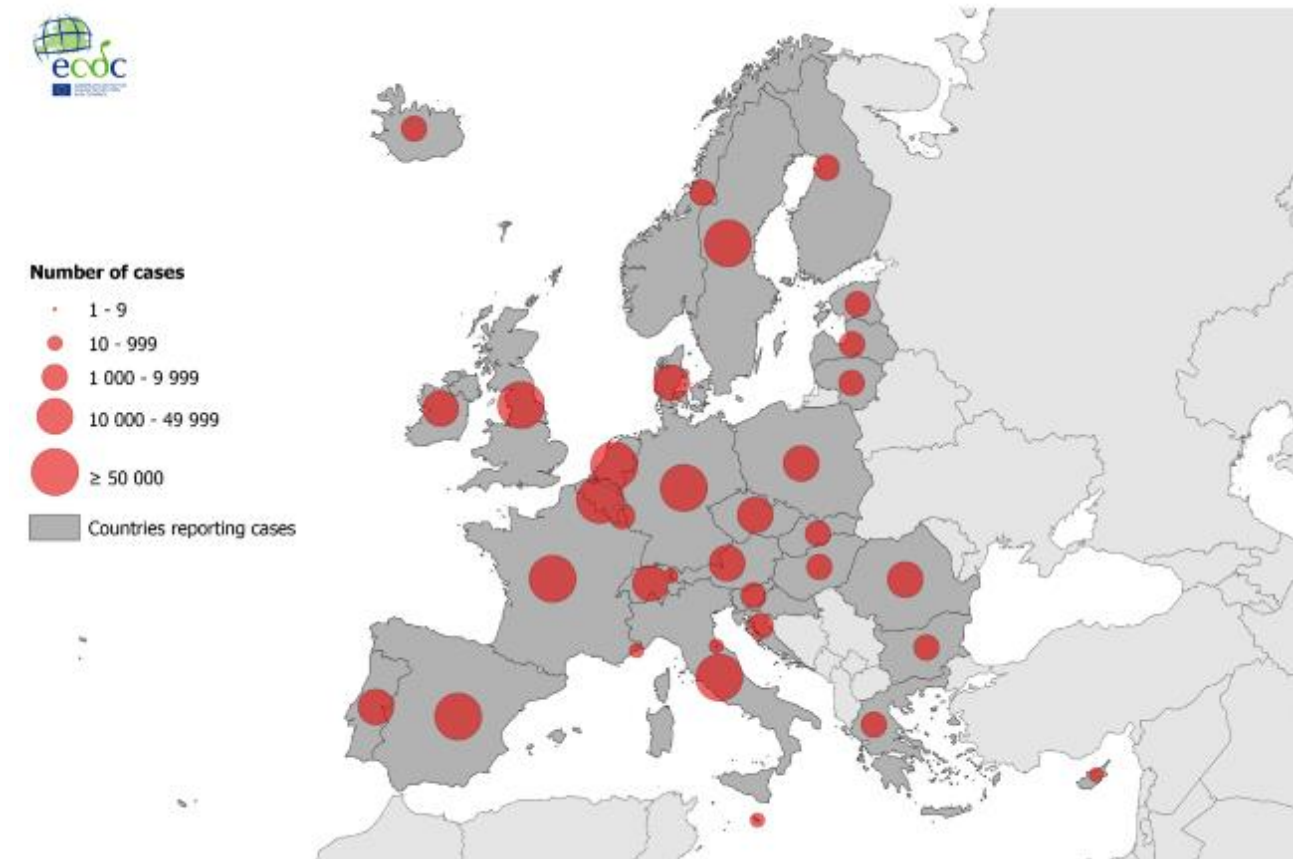 ecdc
Number of cases
1 - 9
10 - 999
1 000 - 9 999
10 000 - 49 999
≥ 50 000
Countries reporting cases